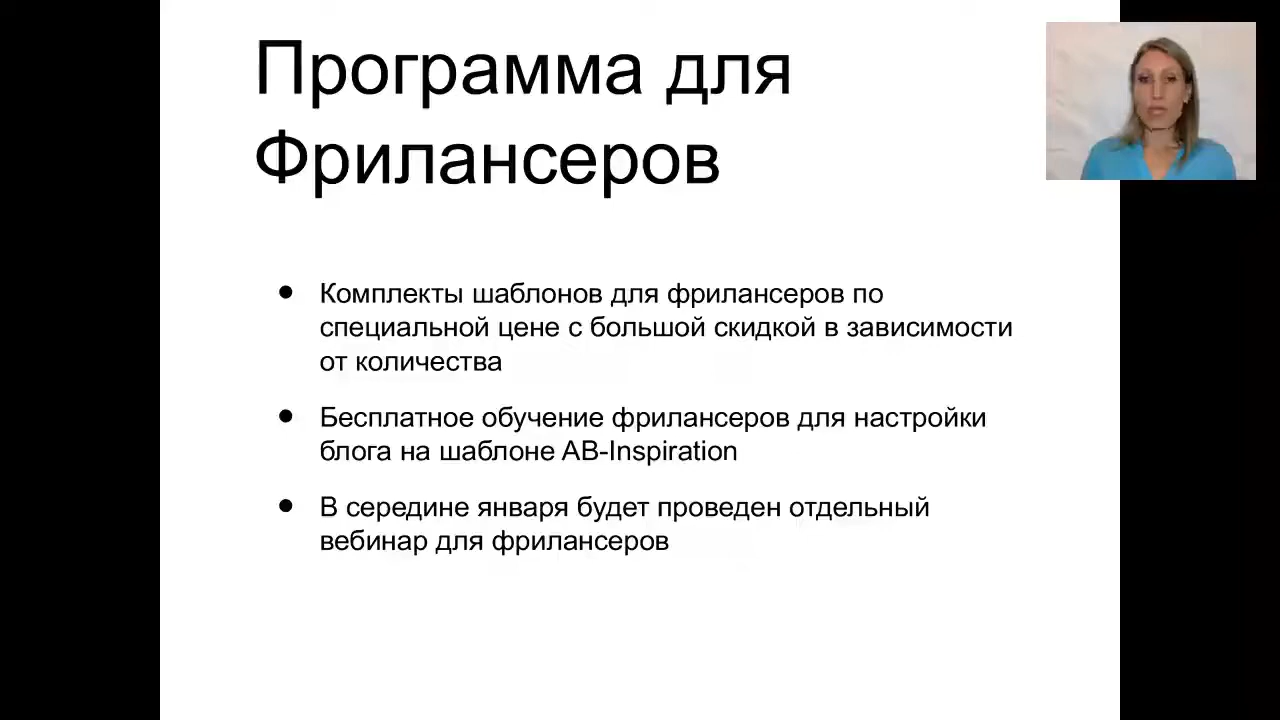 Программа для
Фрилансеров
● Комплекты шаблонов для фрилансеров по
специальной цене с большой скидкой в зависимости
от количества
● Бесплатное обучение фрилансеров для настройки
блога на шаблоне AB-Inspiration
● В середине января будет проведен отдельный
вебинар для фрилансеров